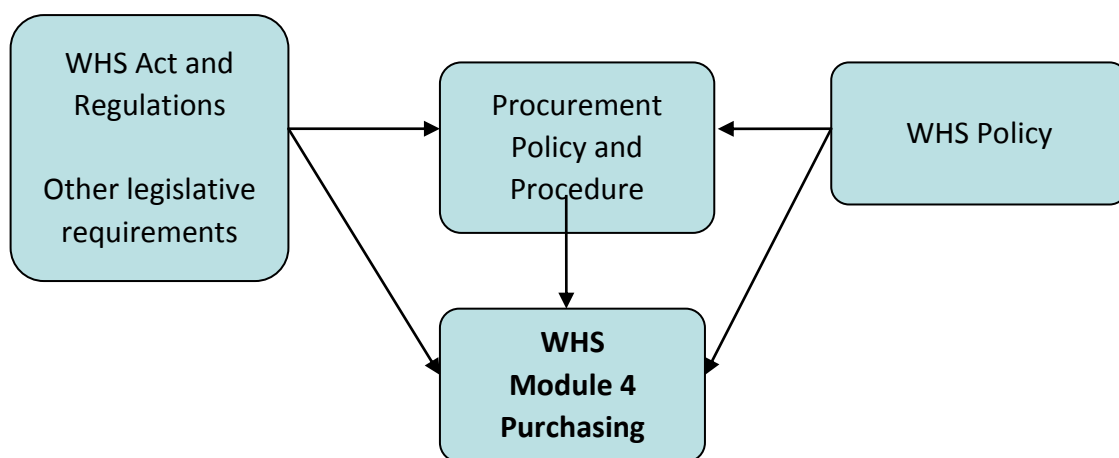 WHS Act and
Regulations
Other legislative
requirements
Procurement
Policy and
Procedure
WHS Policy
WHS
Module 4
Purchasing